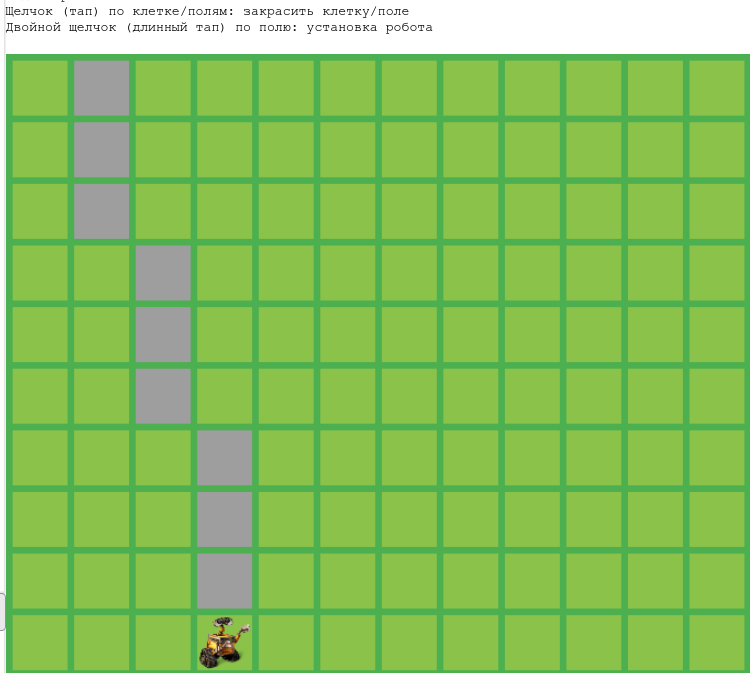 Щелчок (тап) по клетке/полям: закрасить клетку/поле
Двойной щелчок (длинный тап) по полю: установка робота